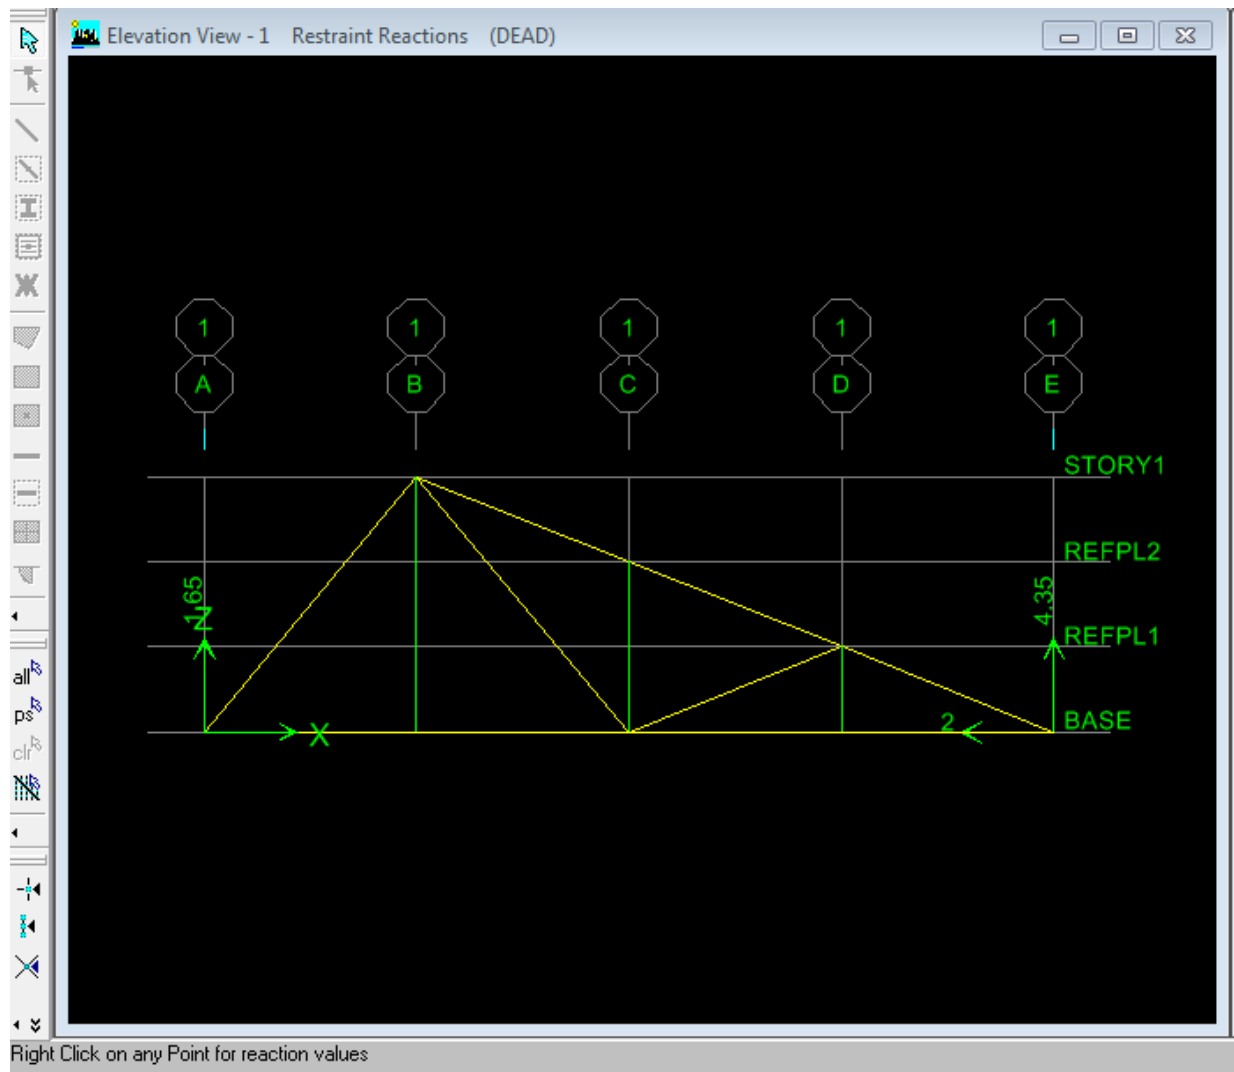 Elevation View - 1 Restraint Reactions (DEAD)
1 1 1 1 1
A B C D E
STORY1
REFPL2
1.65
4.35
Z
REFPL1
X
2
BASE
all
ps
clr
Right Click on any Point for reaction values